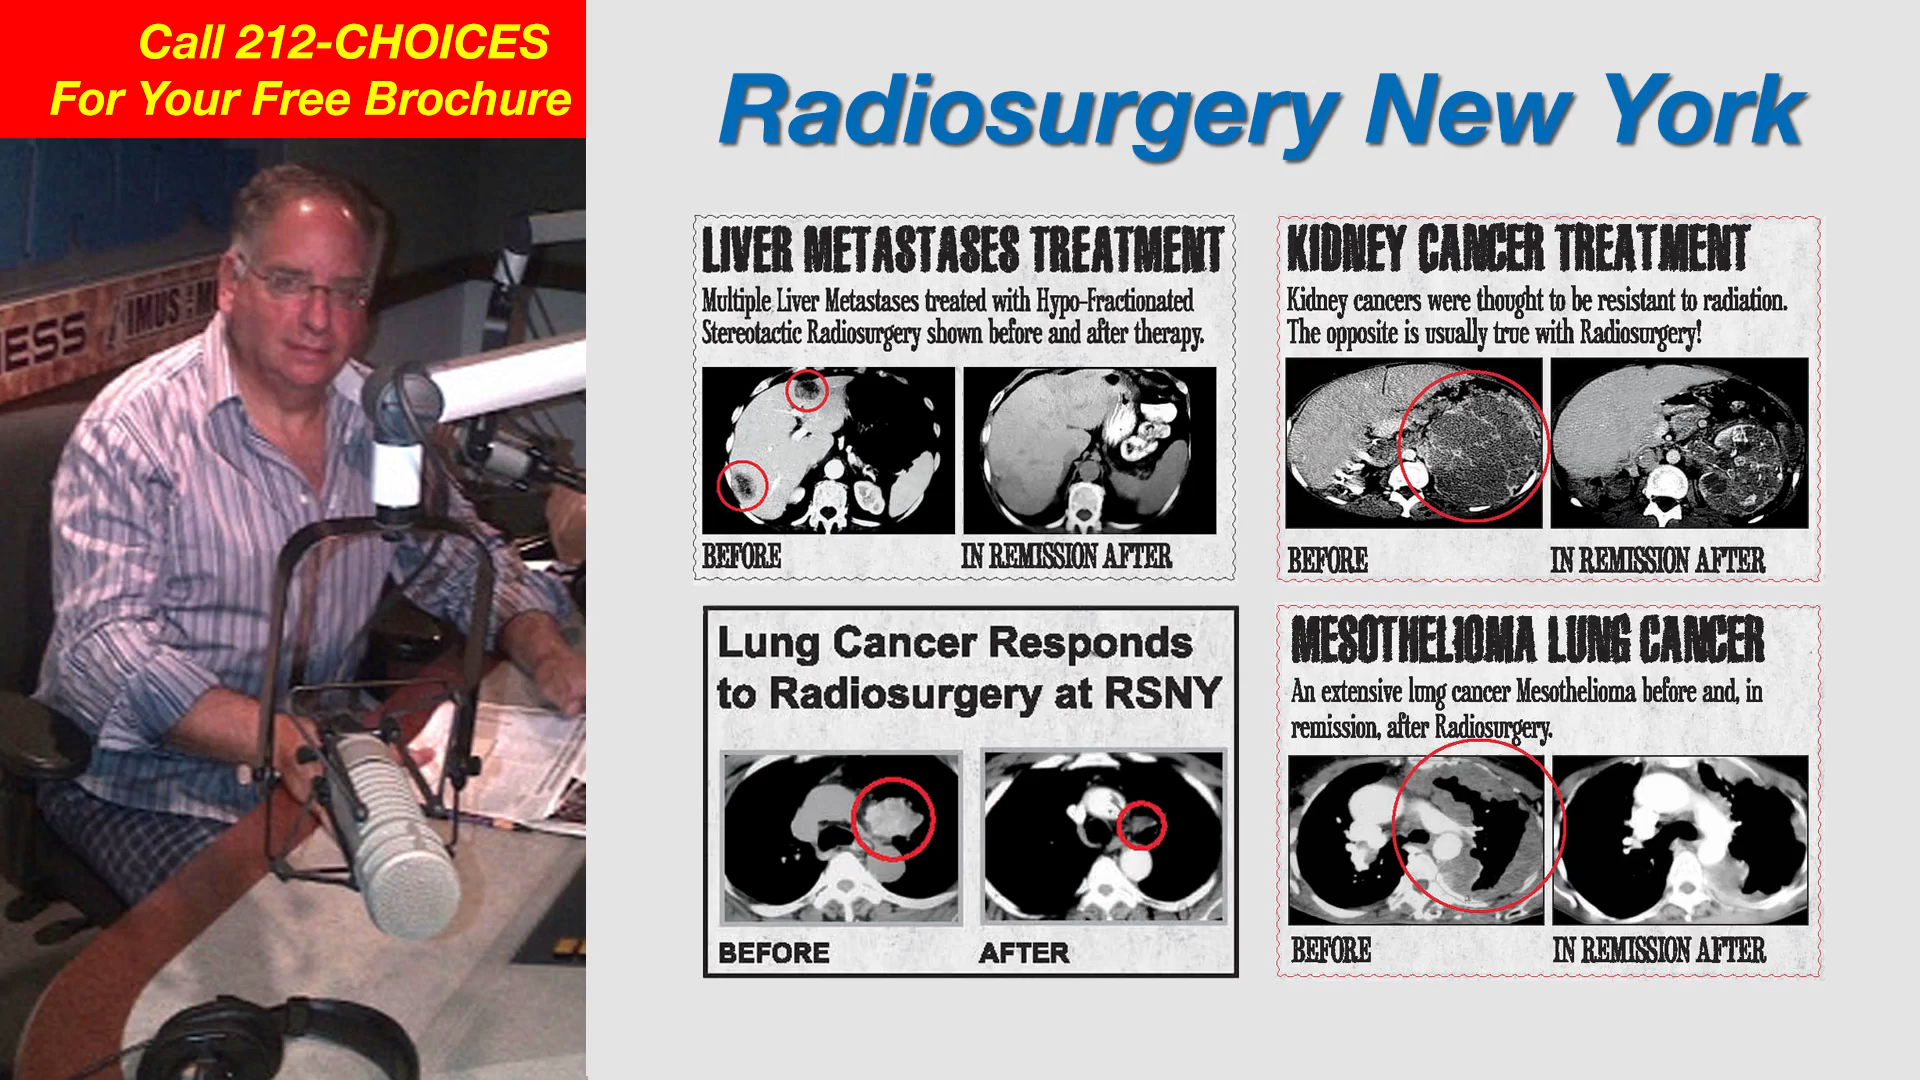 Call 212-CHOICES
For Your Free Brochure
Radiosurgery New York
LIVER METASTASES TREATMENT
Multiple Liver Metastases treated with Hypo-Fractionated
Stereotactic Radiosurgery shown before and after therapy.
BEFORE
IN REMISSION AFTER
KIDNEY CANCER TREATMENT
Kidney cancers were thought to be resistant to radiation.
The opposite is usually true with Radiosurgery!
BEFORE
IN REMISSION AFTER
Lung Cancer Responds
to Radiosurgery at RSNY
BEFORE
AFTER
MESOTHELIOMA LUNG CANCER
An extensive lung cancer Mesothelioma before and, in
remission, after Radiosurgery.
BEFORE
IN REMISSION AFTER
IMUS